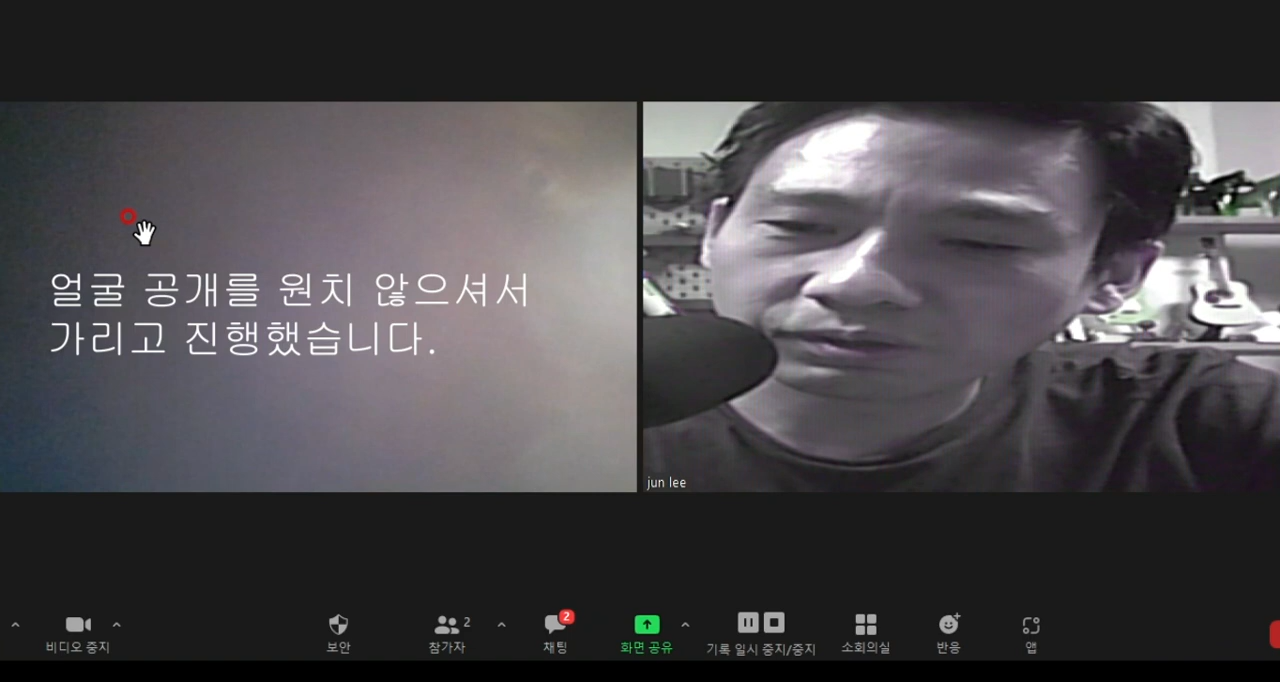 얼굴 공개를 원치 않으셔서
가리고 진행했습니다.
jun lee
비디오 중지
보안
2
참가자
2
채팅
화면 공유
기록 일시 중지/중지
소회의실
반응
앱